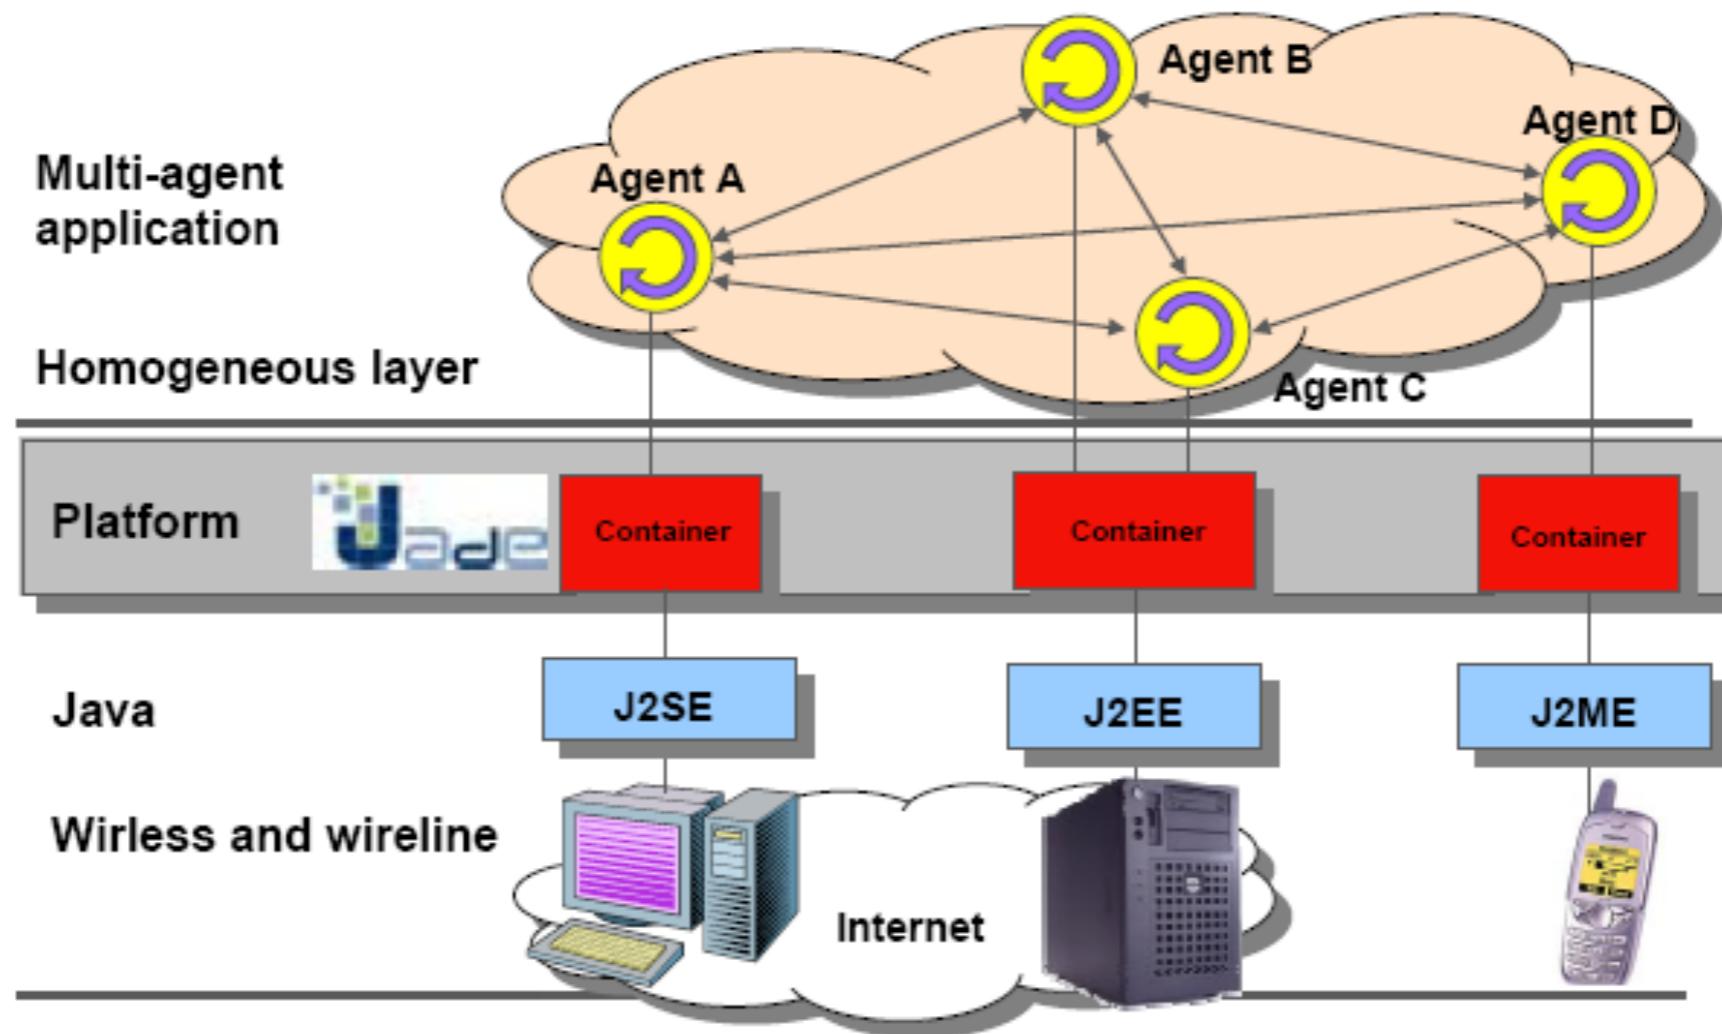 Agent B
Agent D
Multi-agent
application
Agent A
Homogeneous layer
Agent C
Platform
Jade
Container
Container
Container
Java
J2SE
J2EE
J2ME
Wirless and wireline
Internet